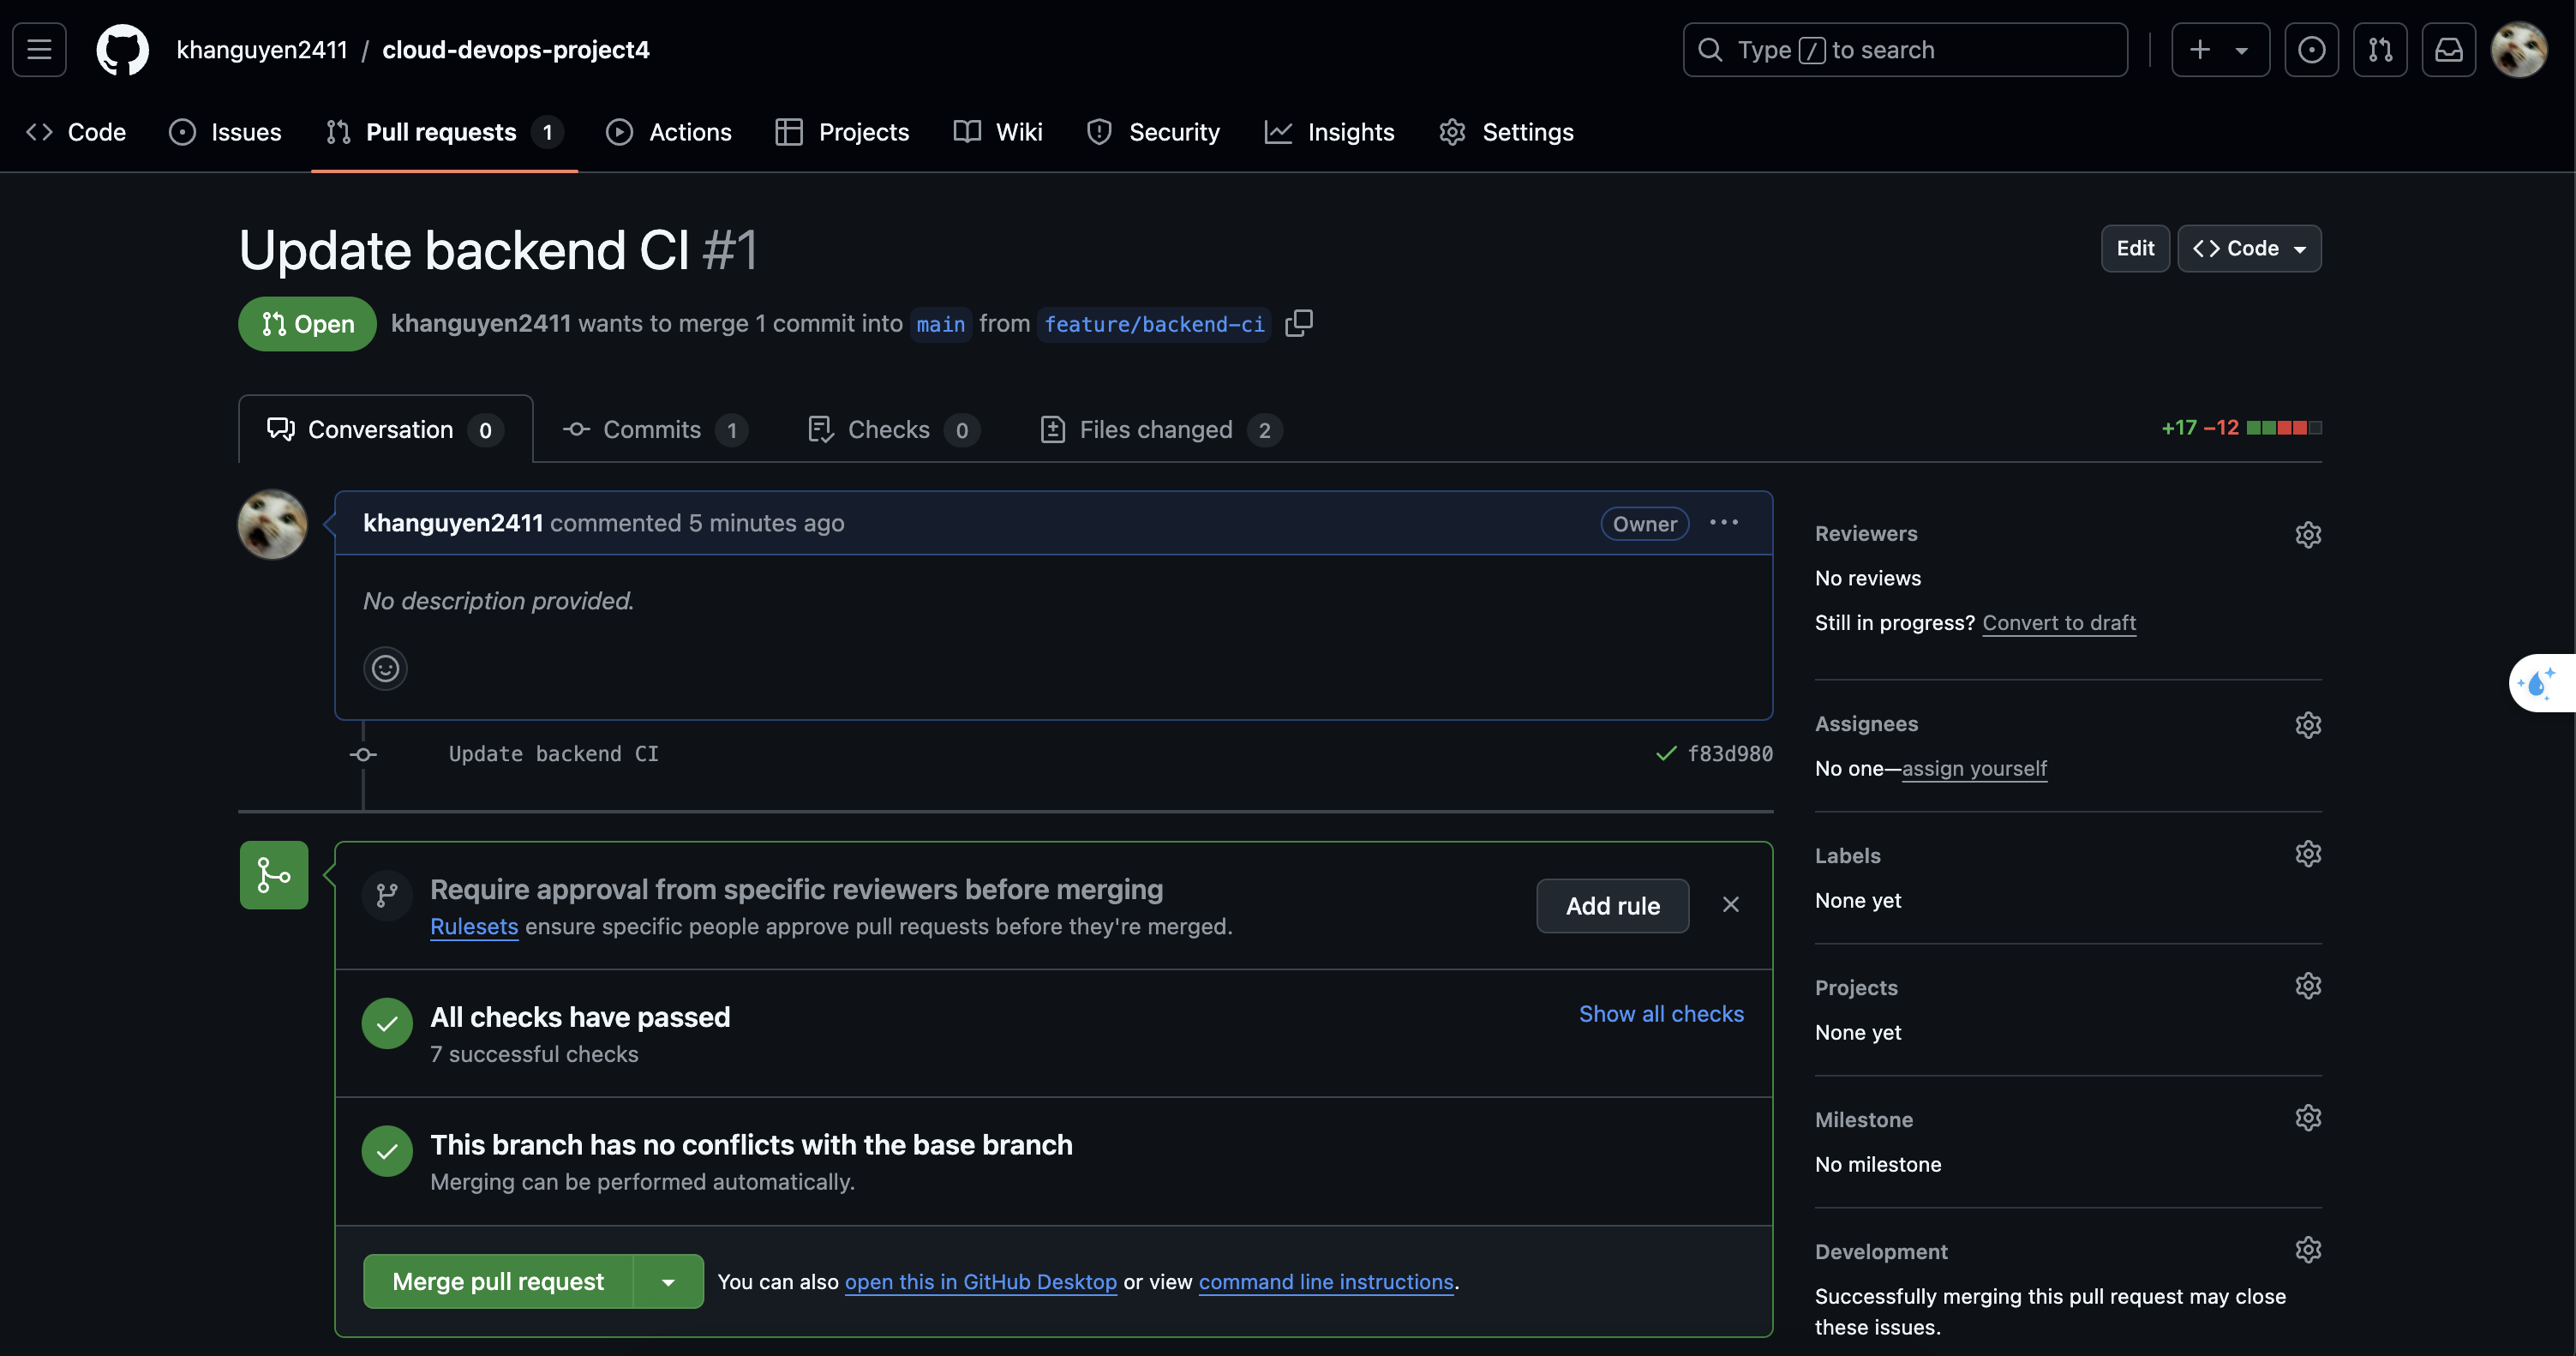 khanguyen2411 / cloud-devops-project4
Type / to search
Code
Issues
Pull requests 1
Actions
Projects
Wiki
Security
Insights
Settings
Update backend CI #1
Edit
Code
Open
khanguyen2411 wants to merge 1 commit into main from feature/backend-ci
Conversation 0
Commits 1
Checks 0
Files changed 2
+17 −12
khanguyen2411 commented 5 minutes ago
Owner
No description provided.
Update backend CI
f83d980
Require approval from specific reviewers before merging
Rulesets ensure specific people approve pull requests before they're merged.
Add rule
All checks have passed
7 successful checks
Show all checks
This branch has no conflicts with the base branch
Merging can be performed automatically.
Merge pull request
You can also open this in GitHub Desktop or view command line instructions.
Reviewers
No reviews
Still in progress? Convert to draft
Assignees
No one—assign yourself
Labels
None yet
Projects
None yet
Milestone
No milestone
Development
Successfully merging this pull request may close
these issues.